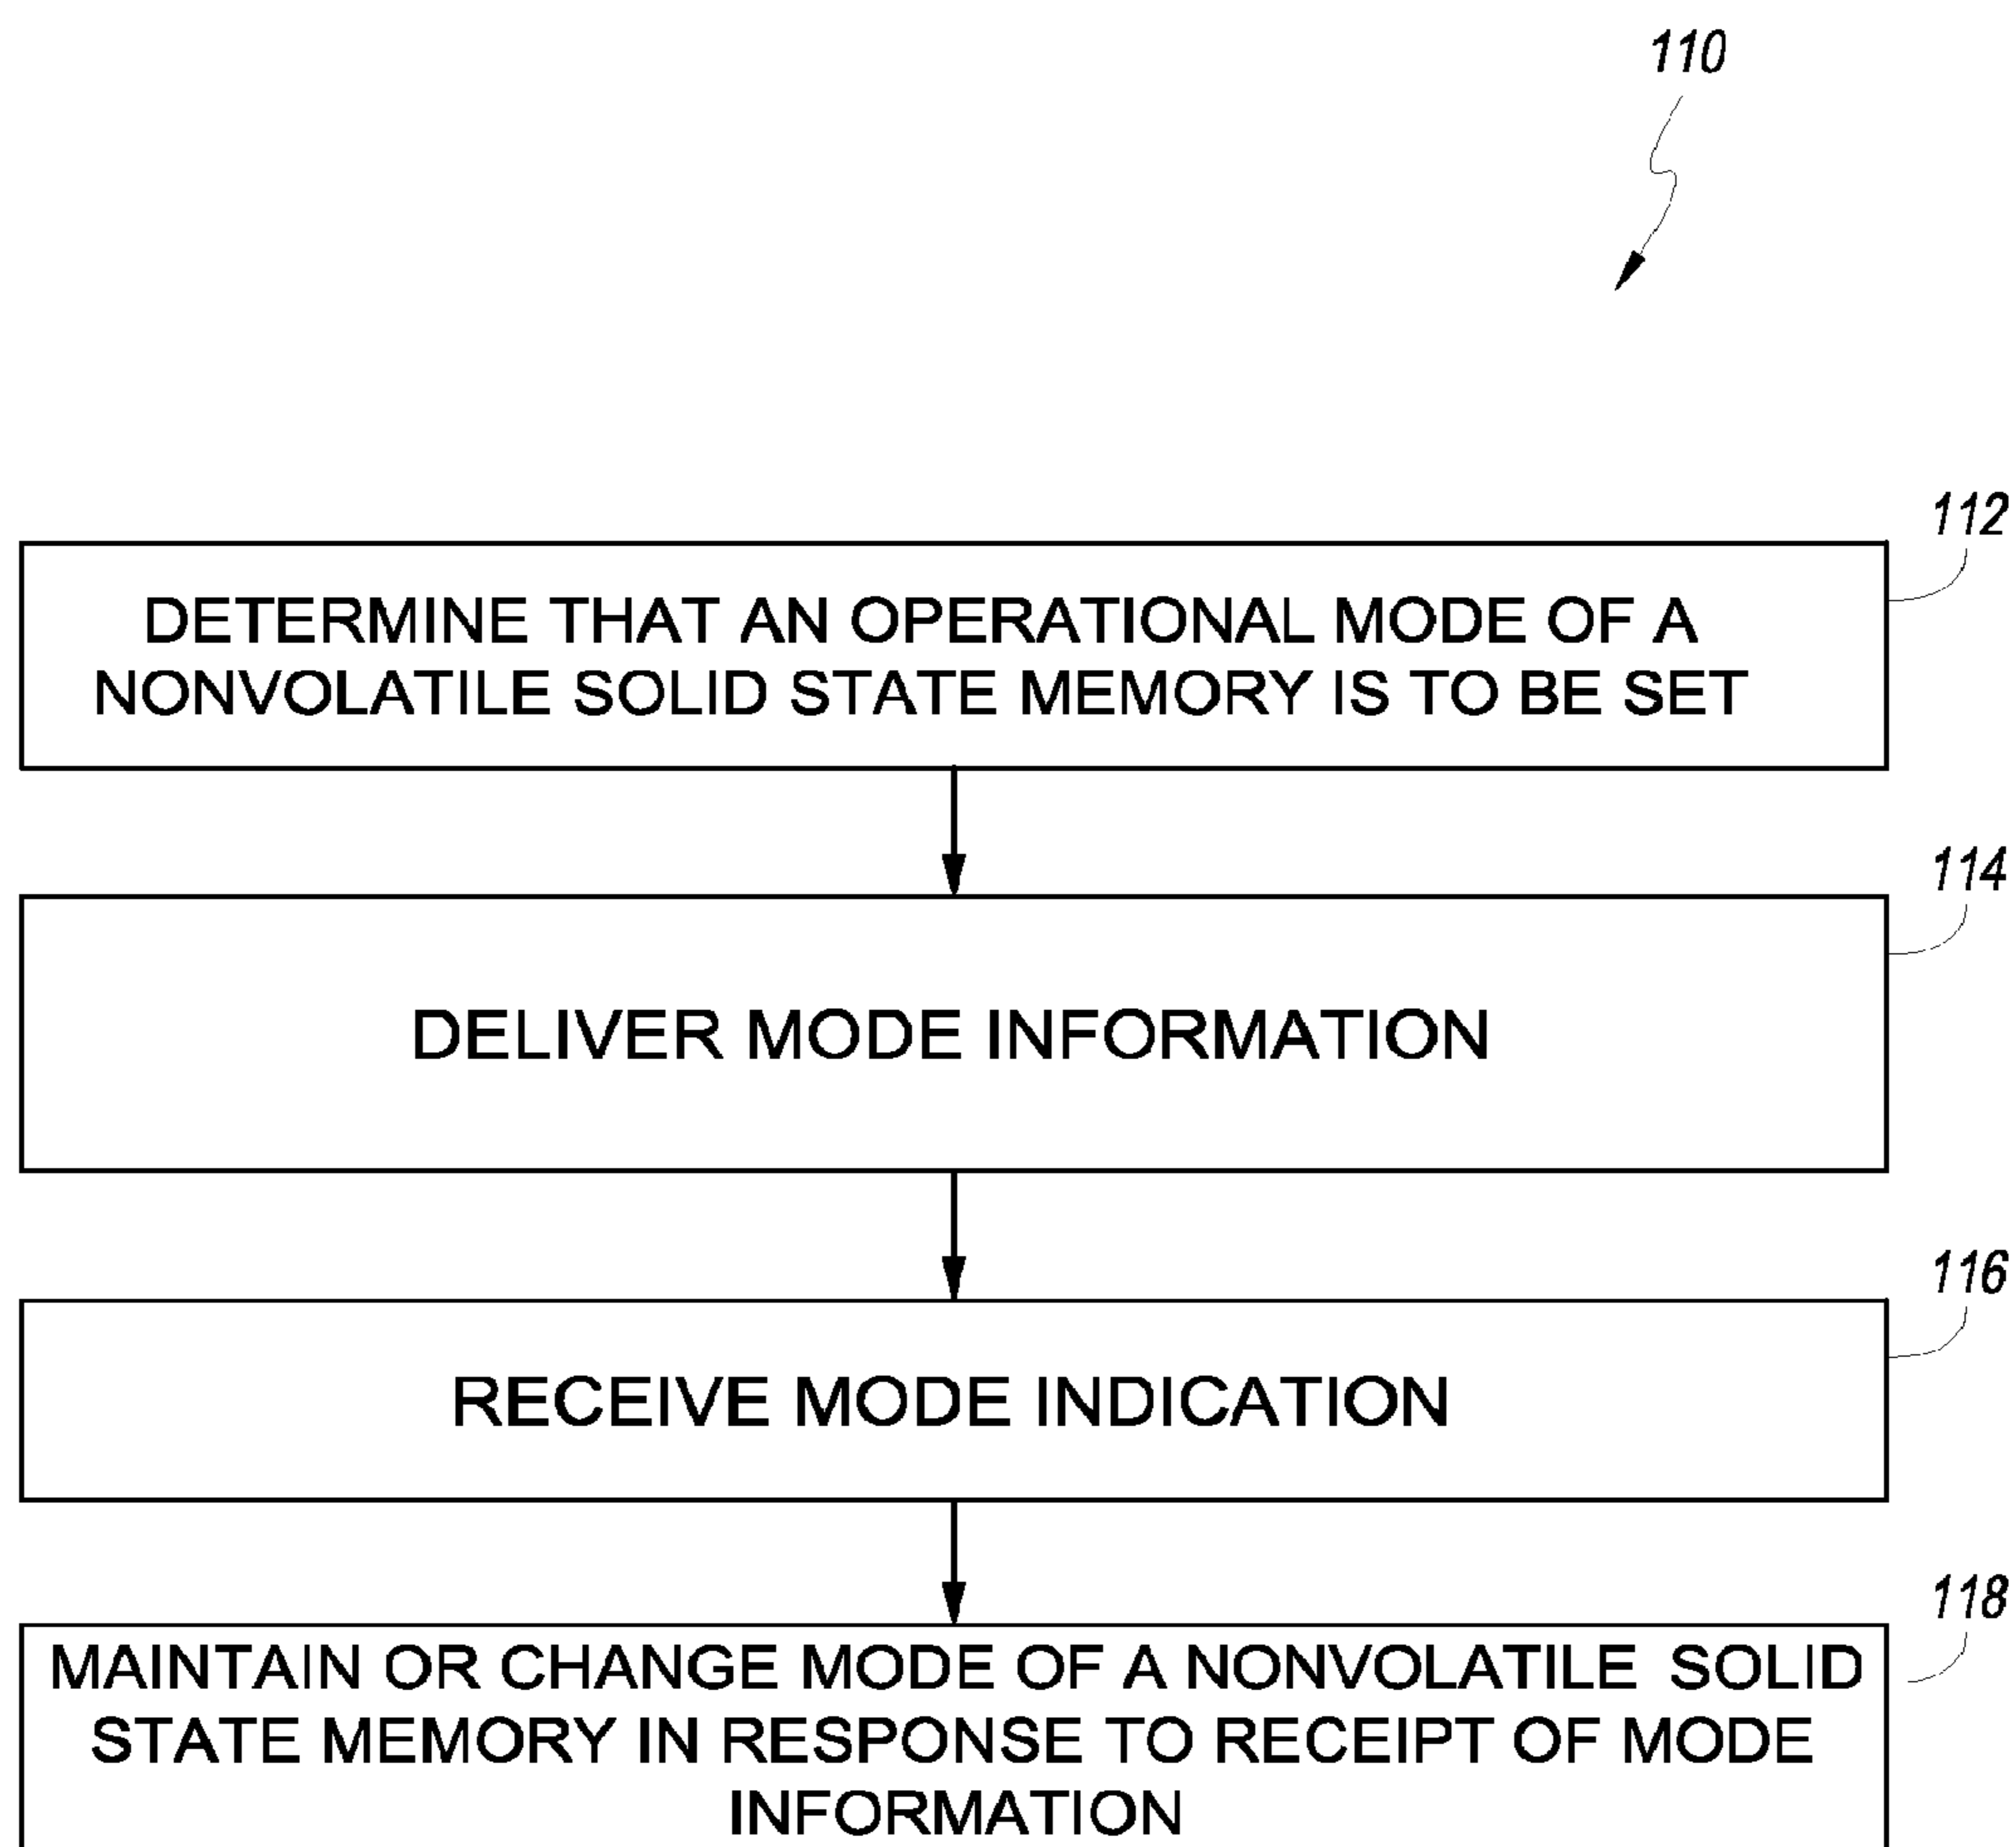 110
112
DETERMINE THAT AN OPERATIONAL MODE OF A
NONVOLATILE SOLID STATE MEMORY IS TO BE SET
114
DELIVER MODE INFORMATION
116
RECEIVE MODE INDICATION
118
MAINTAIN OR CHANGE MODE OF A NONVOLATILE SOLID
STATE MEMORY IN RESPONSE TO RECEIPT OF MODE
INFORMATION